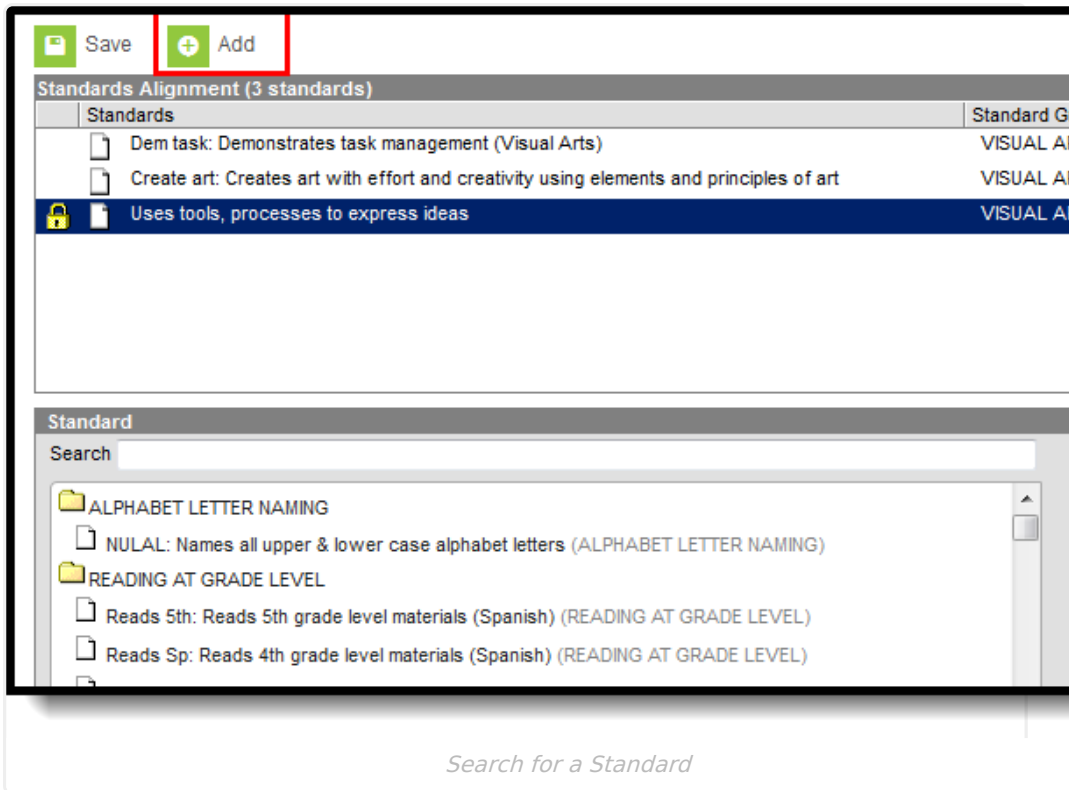 Save Add
Standards Alignment (3 standards)
Standards Standard G
Dem task: Demonstrates task management (Visual Arts) VISUAL A
Create art: Creates art with effort and creativity using elements and principles of art VISUAL A
Uses tools, processes to express ideas VISUAL A
Standard
Search
ALPHABET LETTER NAMING
NULAL: Names all upper & lower case alphabet letters (ALPHABET LETTER NAMING)
READING AT GRADE LEVEL
Reads 5th: Reads 5th grade level materials (Spanish) (READING AT GRADE LEVEL)
Reads Sp: Reads 4th grade level materials (Spanish) (READING AT GRADE LEVEL)
Search for a Standard